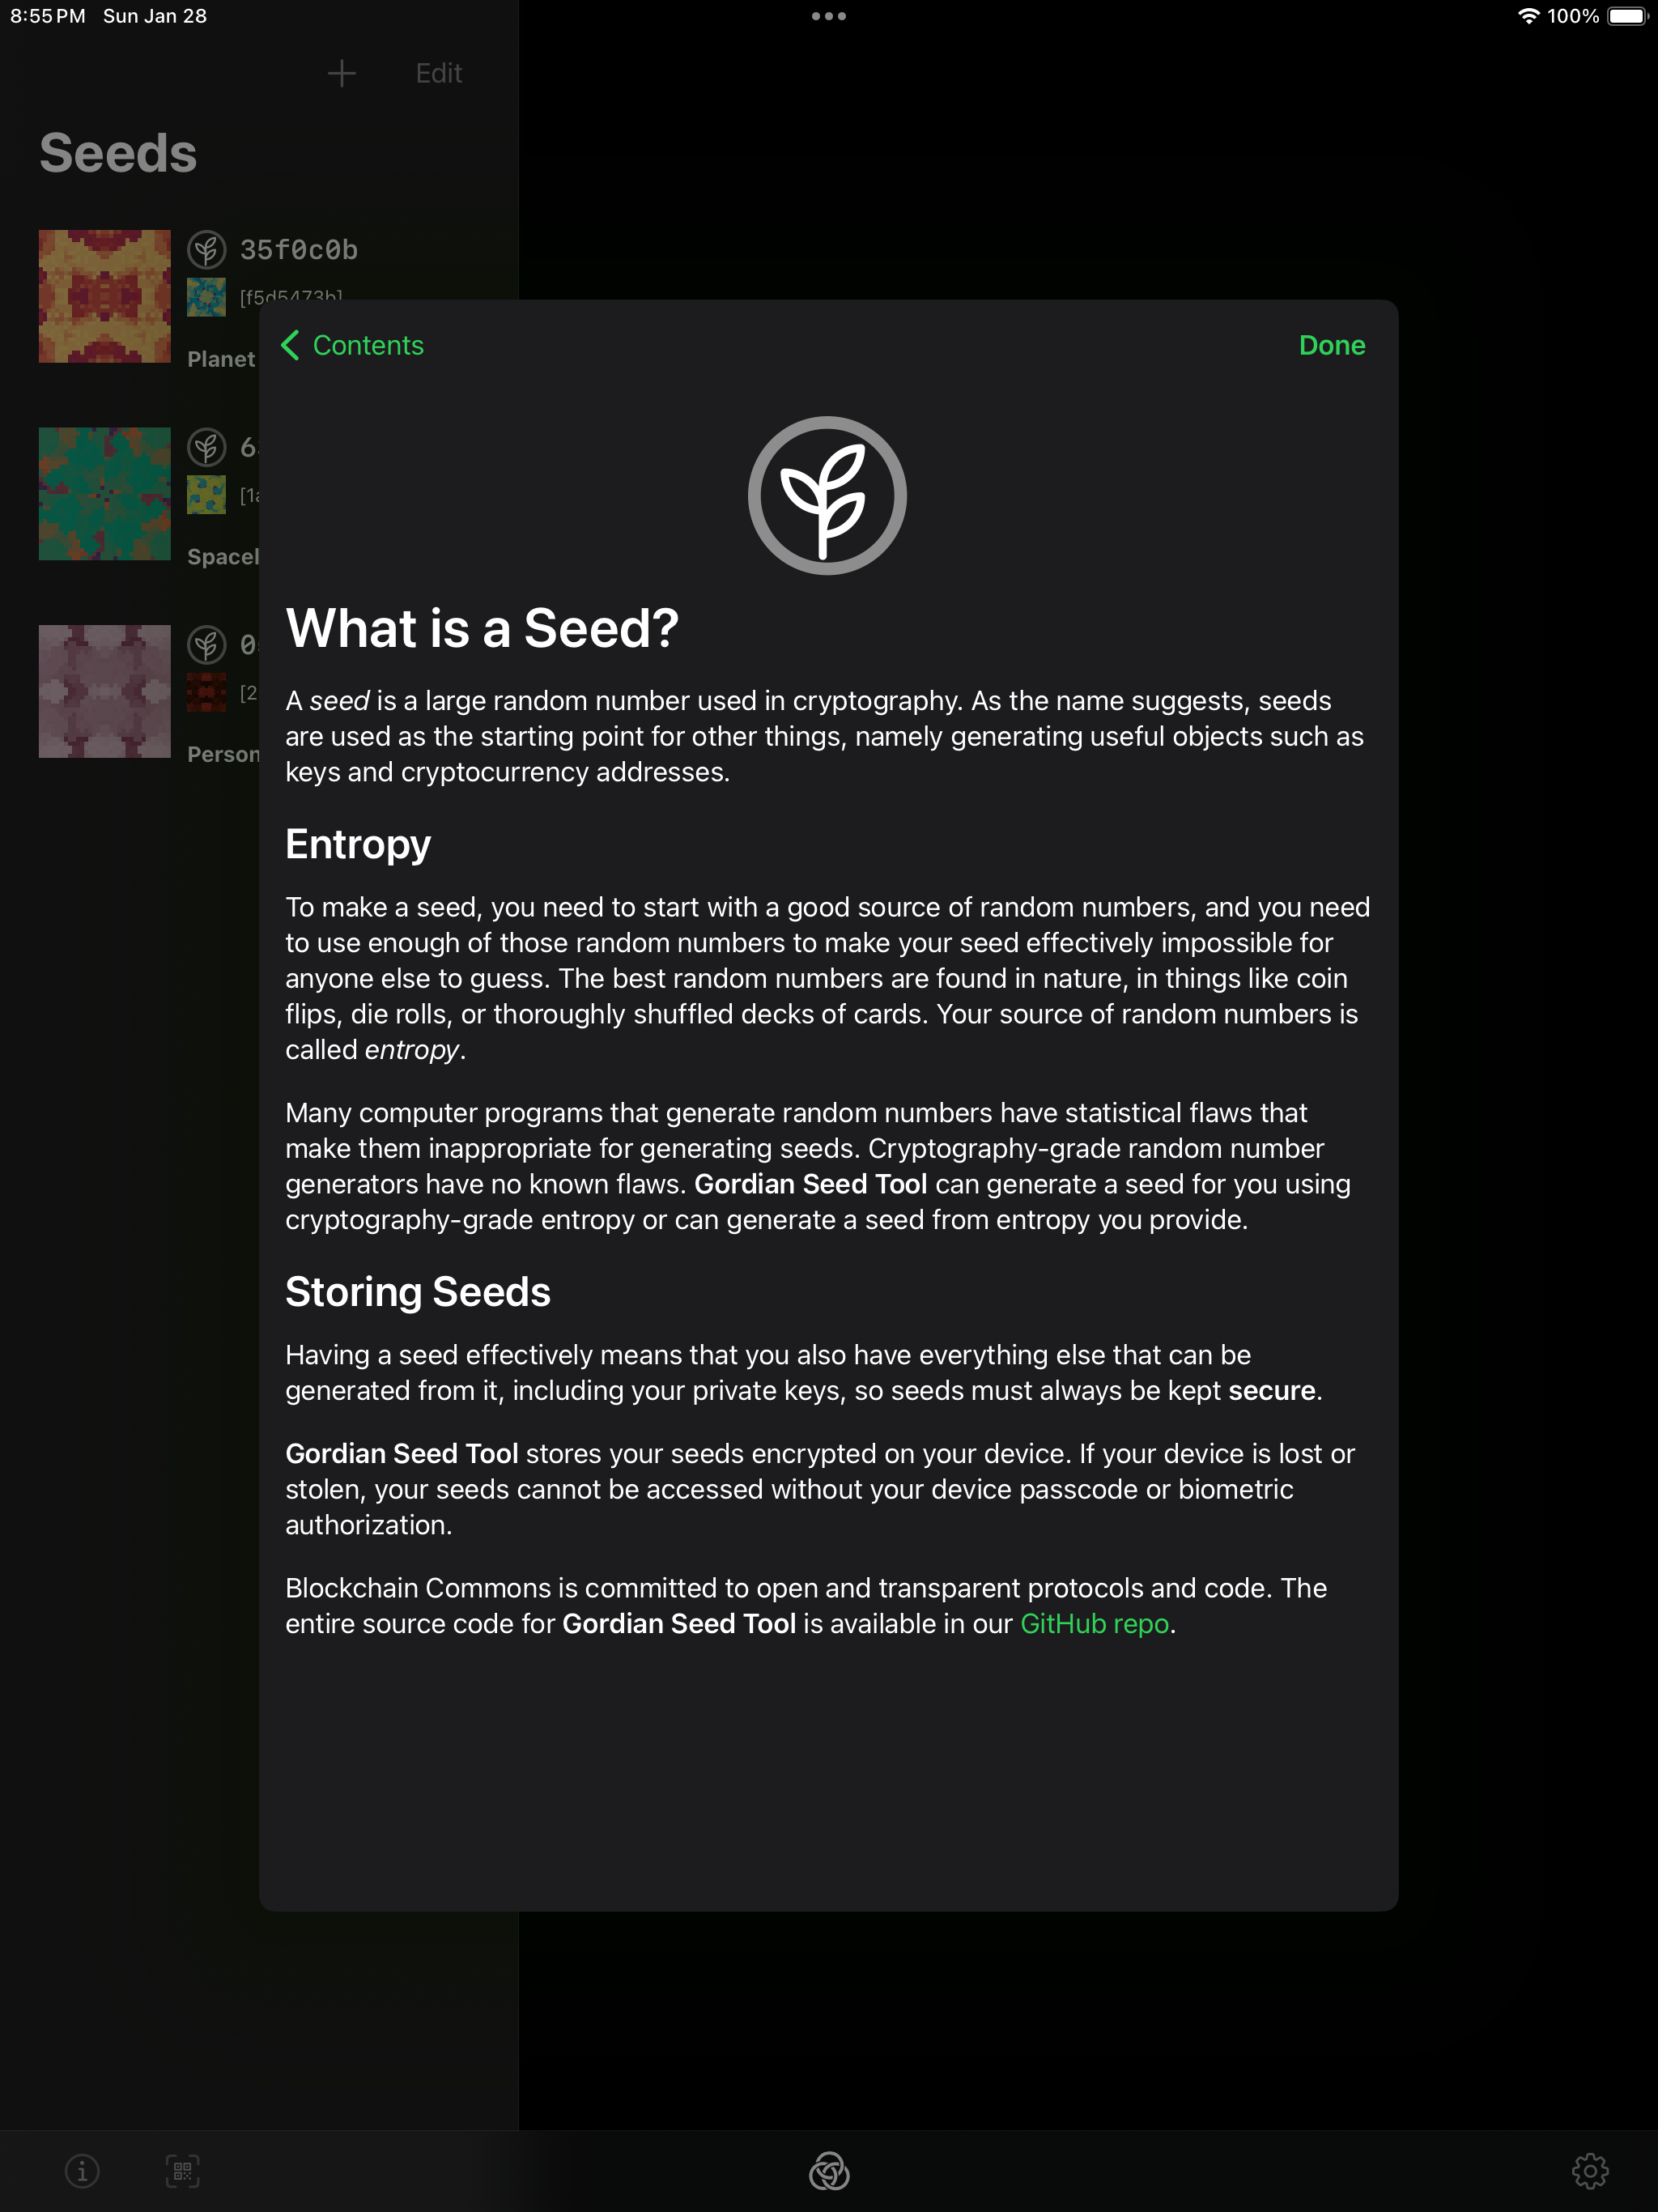 8:55 PM Sun Jan 28
100%
Edit
Seeds
35f0c0b
[f5d5473b]
Planet
Contents
Done
What is a Seed?
A seed is a large random number used in cryptography. As the name suggests, seeds
are used as the starting point for other things, namely generating useful objects such as
keys and cryptocurrency addresses.
Entropy
To make a seed, you need to start with a good source of random numbers, and you need
to use enough of those random numbers to make your seed effectively impossible for
anyone else to guess. The best random numbers are found in nature, in things like coin
flips, die rolls, or thoroughly shuffled decks of cards. Your source of random numbers is
called entropy.
Many computer programs that generate random numbers have statistical flaws that
make them inappropriate for generating seeds. Cryptography-grade random number
generators have no known flaws. Gordian Seed Tool can generate a seed for you using
cryptography-grade entropy or can generate a seed from entropy you provide.
Storing Seeds
Having a seed effectively means that you also have everything else that can be
generated from it, including your private keys, so seeds must always be kept secure.
Gordian Seed Tool stores your seeds encrypted on your device. If your device is lost or
stolen, your seeds cannot be accessed without your device passcode or biometric
authorization.
Blockchain Commons is committed to open and transparent protocols and code. The
entire source code for Gordian Seed Tool is available in our GitHub repo.